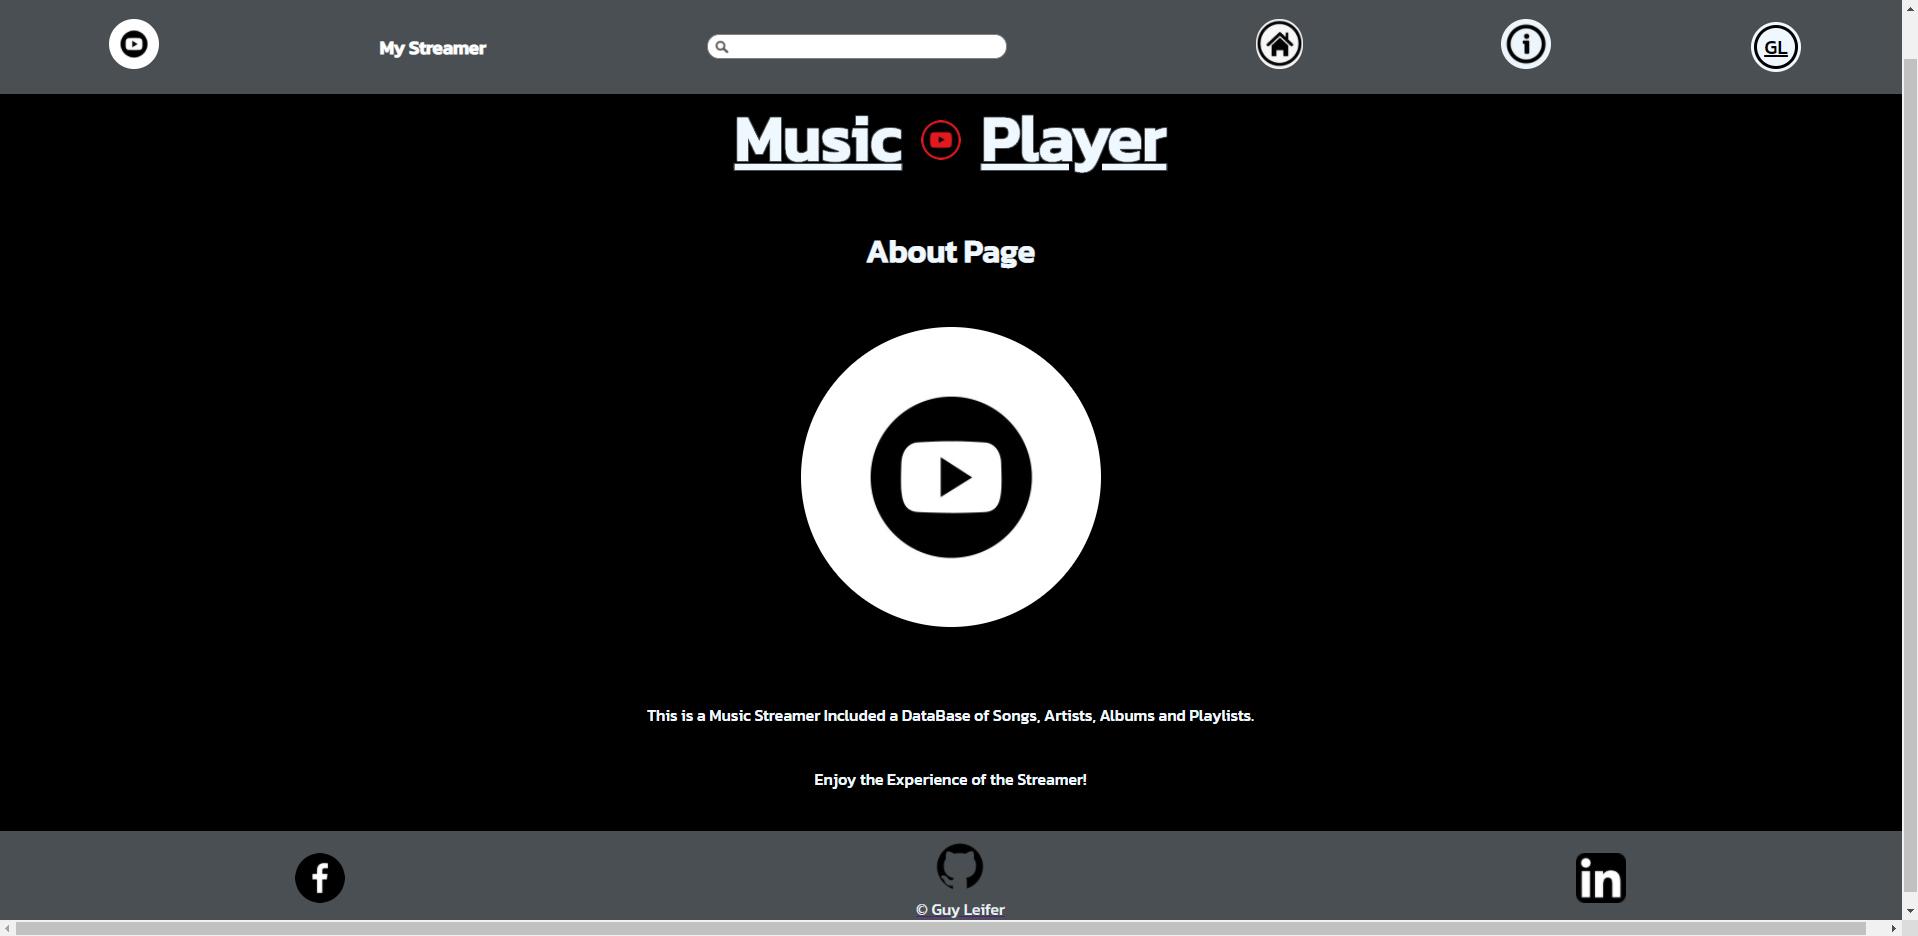 My Streamer
GL
Music Player
About Page
This is a Music Streamer Included a DataBase of Songs, Artists, Albums and Playlists.
Enjoy the Experience of the Streamer!
f
in
© Guy Leifer